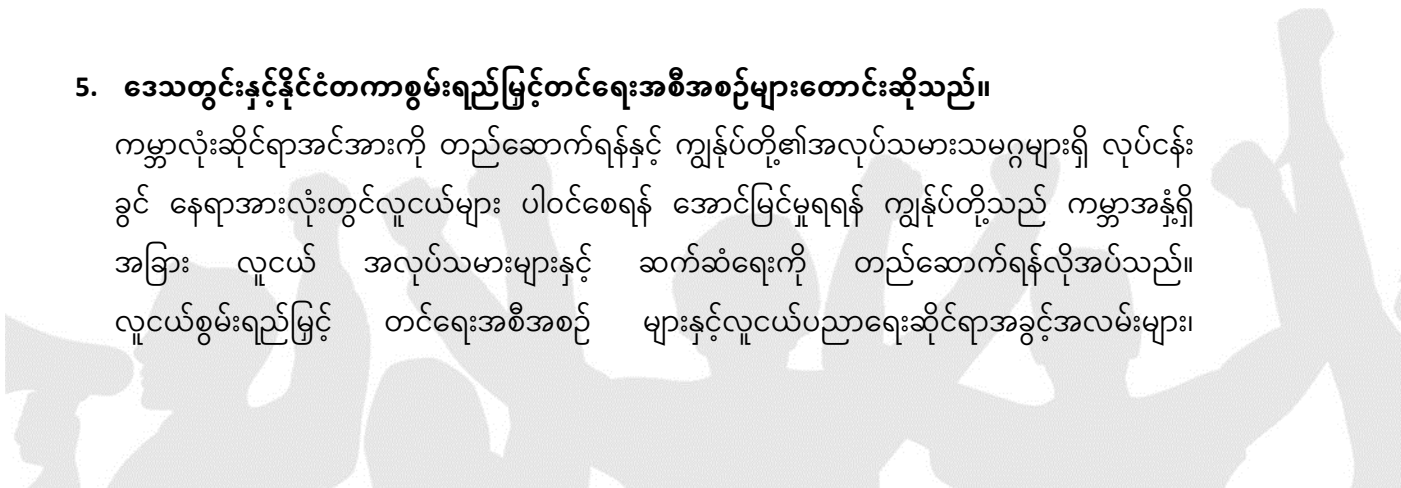 5. ဒေသတွင်းနှင့်နိုင်ငံတကာစွမ်းရည်မြှင့်တင်ရေးအစီအစဉ်များတောင်းဆိုသည်။
ကမ္ဘာလုံးဆိုင်ရာအင်အားကို တည်ဆောက်ရန်နှင့် ကျွန်ုပ်တို့၏အလုပ်သမားသမဂ္ဂများရှိ လုပ်ငန်း
ခွင် နေရာအားလုံးတွင်လူငယ်များ ပါဝင်စေရန် အောင်မြင်မှုရရန် ကျွန်ုပ်တို့သည် ကမ္ဘာအနှံ့ရှိ
အခြား လူငယ် အလုပ်သမားများနှင့် ဆက်ဆံရေးကို တည်ဆောက်ရန်လိုအပ်သည်။
လူငယ်စွမ်းရည်မြှင့် တင်ရေးအစီအစဉ် များနှင့်လူငယ်ပညာရေးဆိုင်ရာအခွင့်အလမ်းများ၊